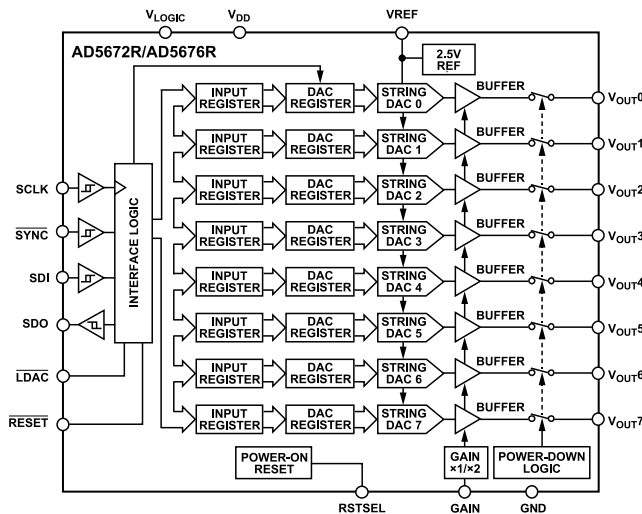 VLOGIC VDD VREF
AD5672R/AD5676R
2.5V
REF
INPUT
REGISTER
DAC
REGISTER
STRING
DAC 0
BUFFER
VOUT0
INPUT
REGISTER
DAC
REGISTER
STRING
DAC 1
BUFFER
VOUT1
INPUT
REGISTER
DAC
REGISTER
STRING
DAC 2
BUFFER
VOUT2
INPUT
REGISTER
DAC
REGISTER
STRING
DAC 3
BUFFER
VOUT3
INPUT
REGISTER
DAC
REGISTER
STRING
DAC 4
BUFFER
VOUT4
INPUT
REGISTER
DAC
REGISTER
STRING
DAC 5
BUFFER
VOUT5
INPUT
REGISTER
DAC
REGISTER
STRING
DAC 6
BUFFER
VOUT6
INPUT
REGISTER
DAC
REGISTER
STRING
DAC 7
BUFFER
VOUT7
SCLK
SYNC
SDI
SDO
LDAC
RESET
INTERFACE LOGIC
POWER-ON
RESET
GAIN
×1/×2
POWER-DOWN
LOGIC
RSTSEL
GAIN
GND